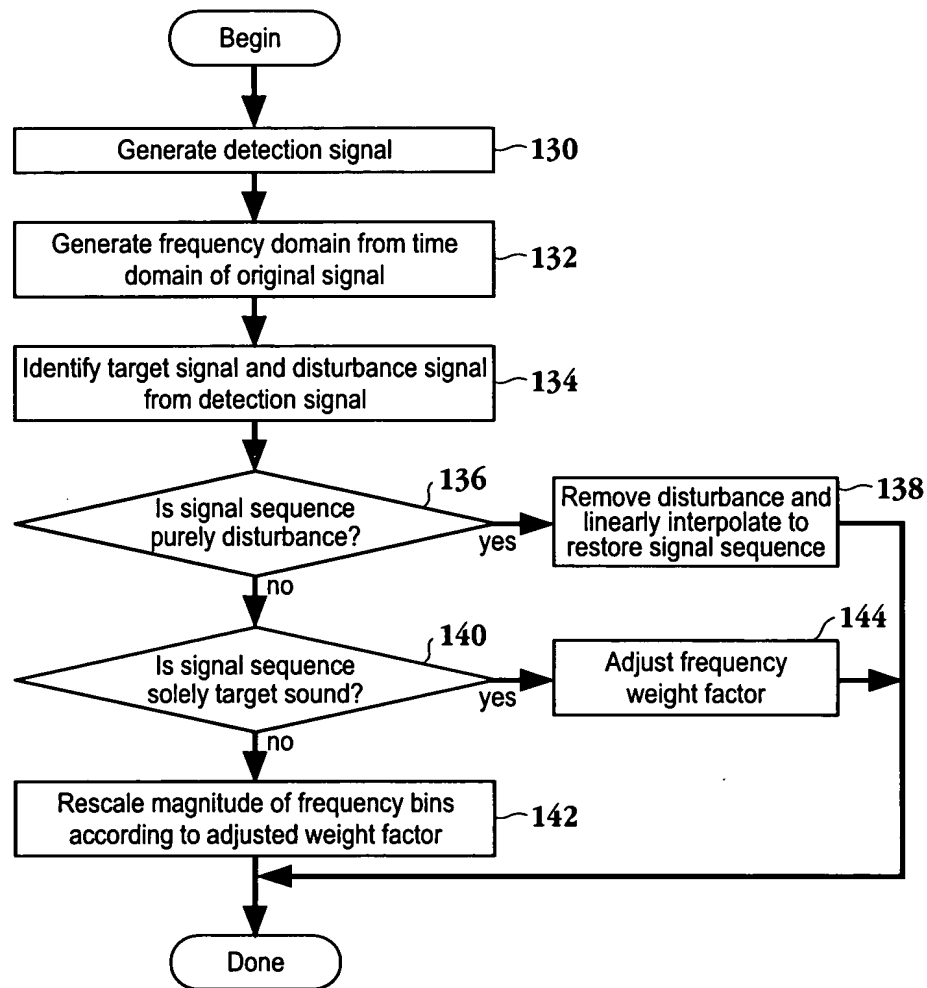 Begin
Generate detection signal
130
Generate frequency domain from time
domain of original signal
132
Identify target signal and disturbance signal
from detection signal
134
136
Is signal sequence
purely disturbance?
yes
no
Remove disturbance and
linearly interpolate to
restore signal sequence
138
140
Is signal sequence
solely target sound?
yes
no
144
Adjust frequency
weight factor
Rescale magnitude of frequency bins
according to adjusted weight factor
142
Done